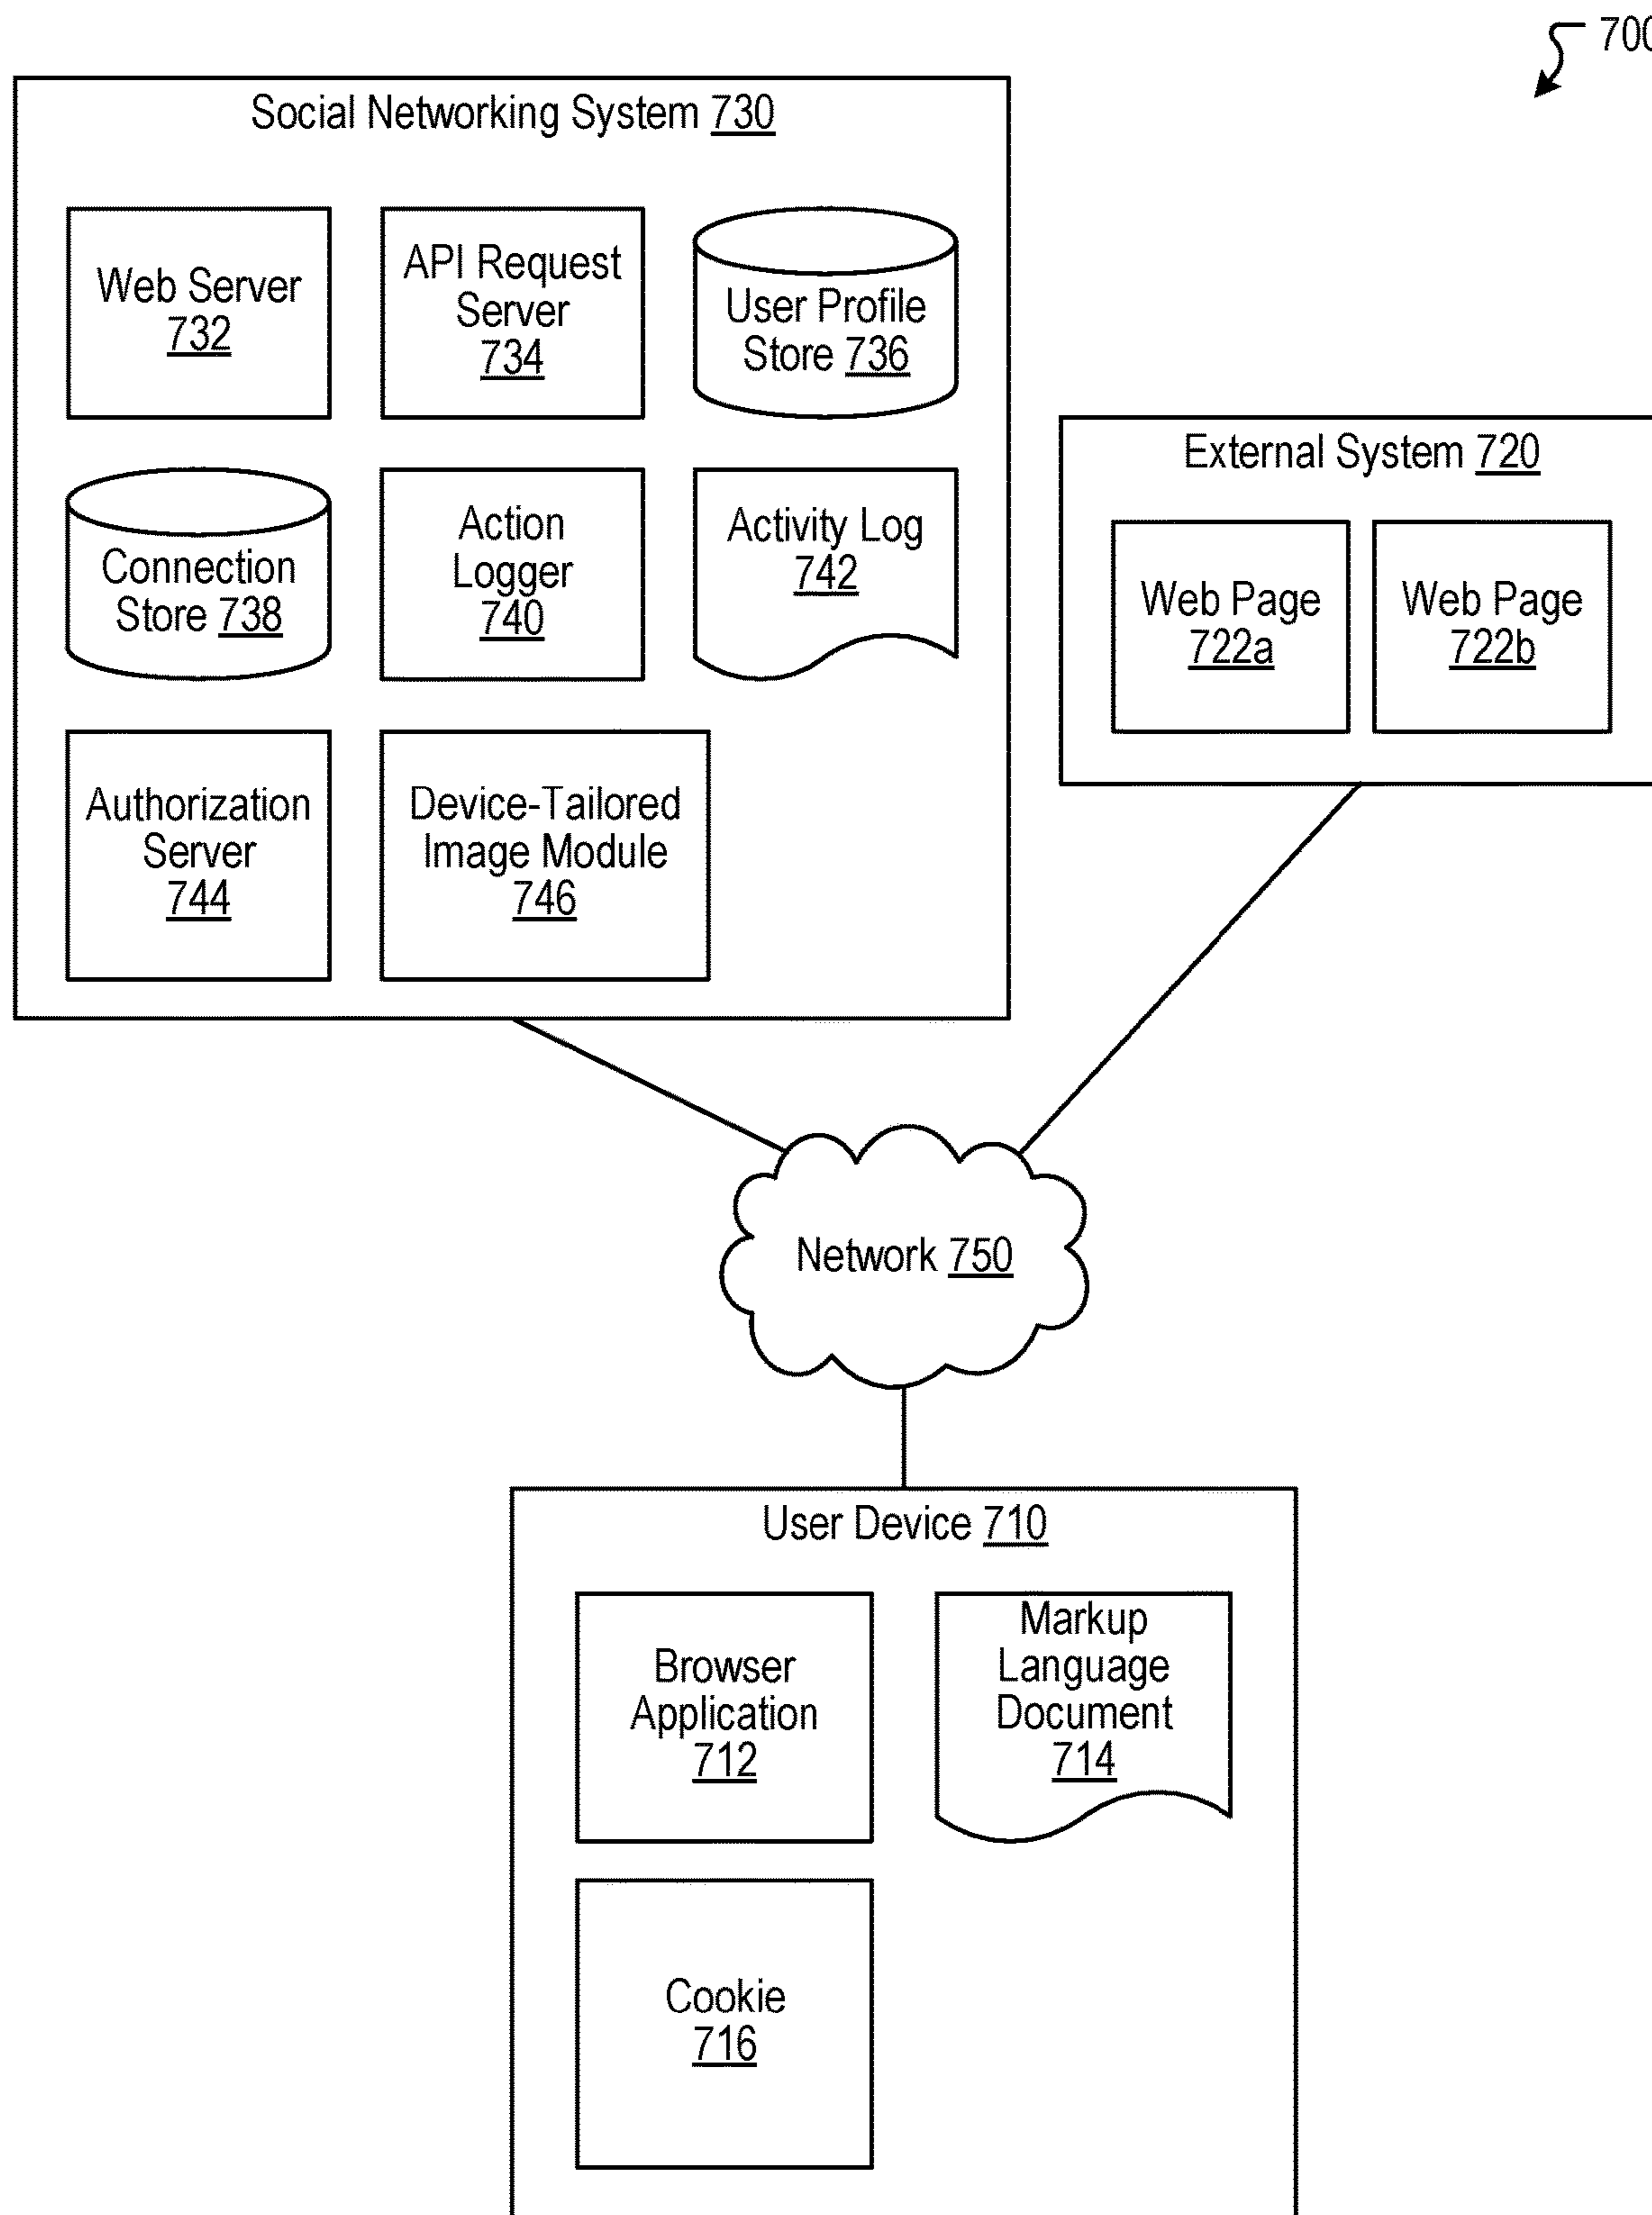 700
Social Networking System 730
Web Server
732
API Request
Server
734
User Profile
Store 736
Connection
Store 738
Action
Logger
740
Activity Log
742
Authorization
Server
744
Device-Tailored
Image Module
746
External System 720
Web Page
722a
Web Page
722b
Network 750
User Device 710
Browser
Application
712
Markup
Language
Document
714
Cookie
716